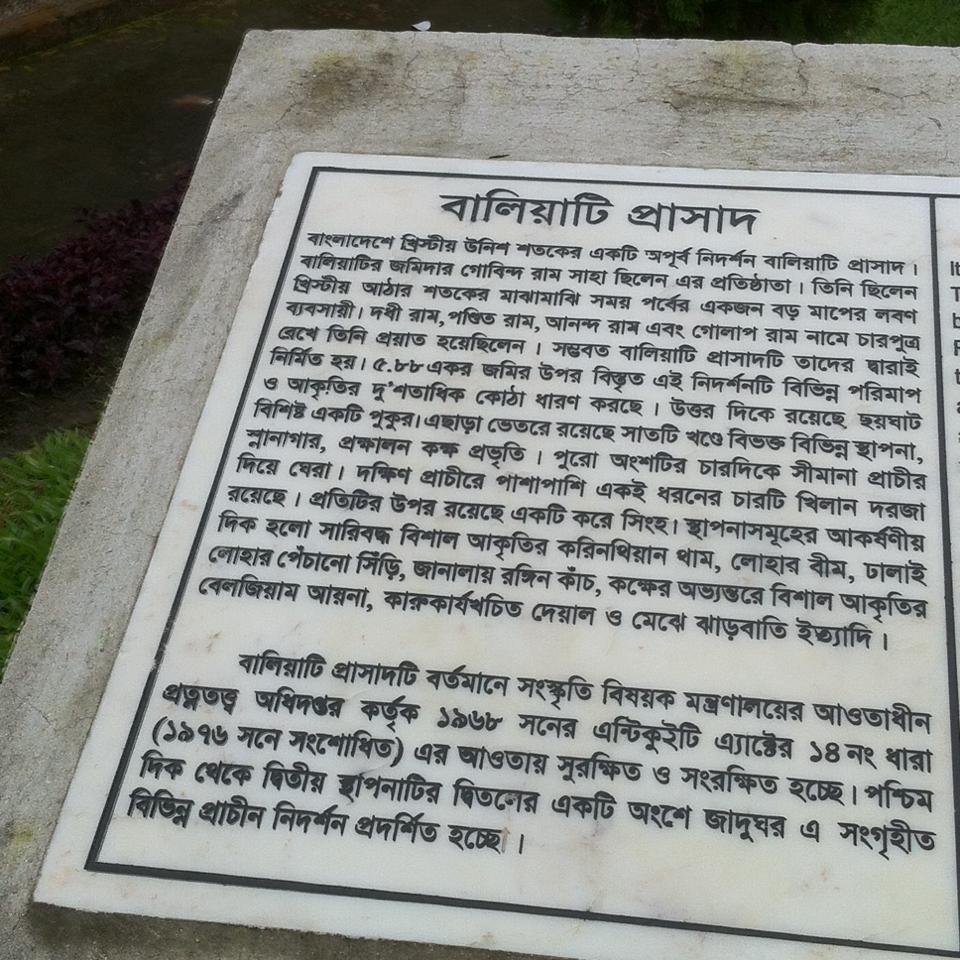 বালিয়াটি প্রাসাদ
বাংলাদেশে খ্রিস্টীয় উনিশ শতকের একটি অপূর্ব নিদর্শন বালিয়াটি প্রাসাদ।
বালিয়াটির জমিদার গোবিন্দ রাম সাহা ছিলেন এর প্রতিষ্ঠাতা। তিনি ছিলেন
খ্রিস্টীয় আঠার শতকের মাঝামাঝি সময় পর্বের একজন বড় মাপের লবণ
ব্যবসায়ী। দধী রাম, পণ্ডিত রাম, আনন্দ রাম এবং গোলাপ রাম নামে চারপুত্র
রেখে তিনি প্রয়াত হয়েছিলেন। সম্ভবত বালিয়াটি প্রাসাদটি তাদের দ্বারাই
নির্মিত হয়। ৫.৮৮ একর জমির উপর বিস্তৃত এই নিদর্শনটি বিভিন্ন পরিমাপ
ও আকৃতির দু'শতাধিক কোঠা ধারণ করছে। উত্তর দিকে রয়েছে ছয়ঘাট
বিশিষ্ট একটি পুকুর। এছাড়া ভেতরে রয়েছে সাতটি খণ্ডে বিভক্ত বিভিন্ন স্থাপনা,
স্নানাগার, প্রক্ষালন কক্ষ প্রভৃতি। পুরো অংশটির চারদিকে সীমানা প্রাচীর
দিয়ে ঘেরা। দক্ষিণ প্রাচীরে পাশাপাশি একই ধরনের চারটি খিলান দরজা
রয়েছে। প্রতিটির উপর রয়েছে একটি করে সিংহ। স্থাপনাসমূহের আকর্ষণীয়
দিক হলো সারিবদ্ধ বিশাল আকৃতির করিনথিয়ান থাম, লোহার বীম, ঢালাই
লোহার পেঁচানো সিঁড়ি, জানালায় রঙ্গিন কাঁচ, কক্ষের অভ্যন্তরে বিশাল আকৃতির
বেলজিয়াম আয়না, কারুকার্যখচিত দেয়াল ও মেঝে ঝাড়বাতি ইত্যাদি।
বালিয়াটি প্রাসাদটি বর্তমানে সংস্কৃতি বিষয়ক মন্ত্রণালয়ের আওতাধীন
প্রত্নতত্ত্ব অধিদপ্তর কর্তৃক ১৯৬৮ সনের এন্টিকুইটি এ্যাক্টের ১৪ নং ধারা
(১৯৭৬ সনে সংশোধিত) এর আওতায় সুরক্ষিত ও সংরক্ষিত হচ্ছে। পশ্চিম
দিক থেকে দ্বিতীয় স্থাপনাটির দ্বিতলের একটি অংশে জাদুঘর এ সংগৃহীত
বিভিন্ন প্রাচীন নিদর্শন প্রদর্শিত হচ্ছে।